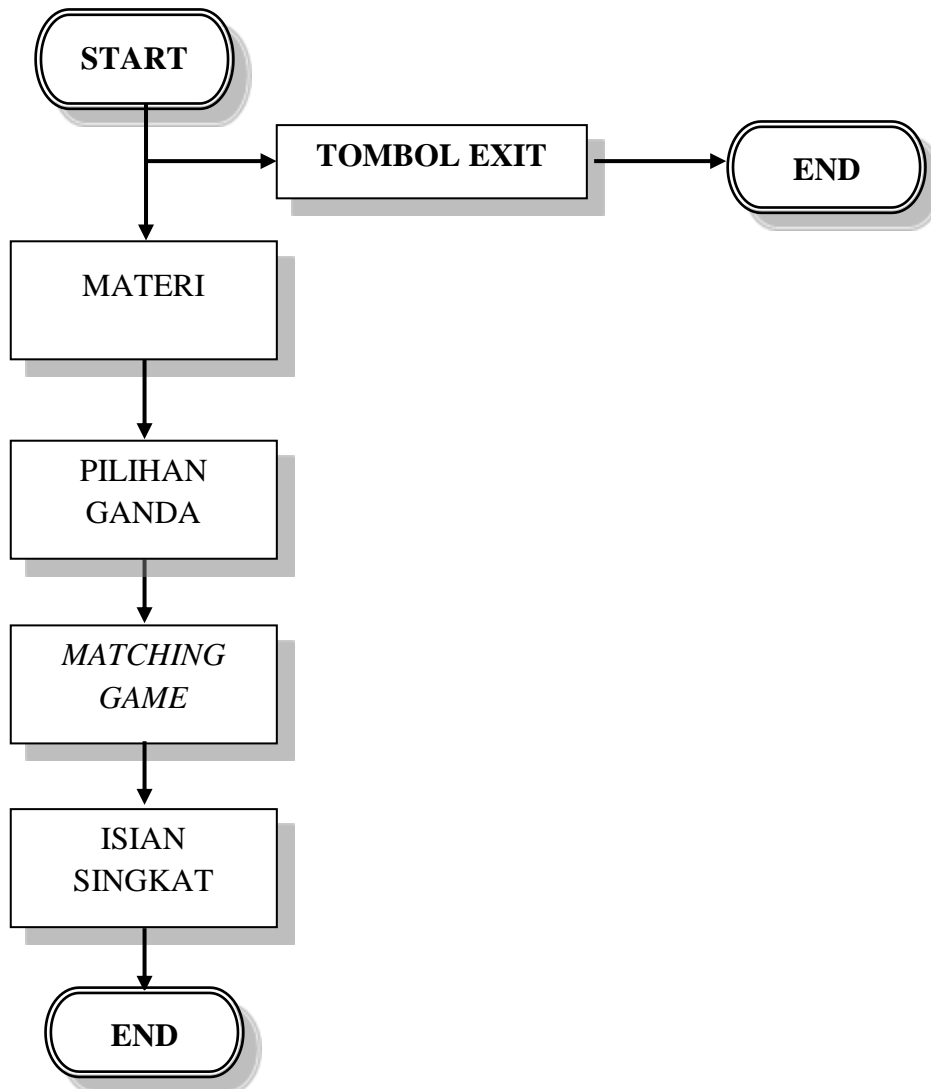 START
TOMBOL EXIT
END
MATERI
PILIHAN
GANDA
MATCHING
GAME
ISIAN
SINGKAT
END